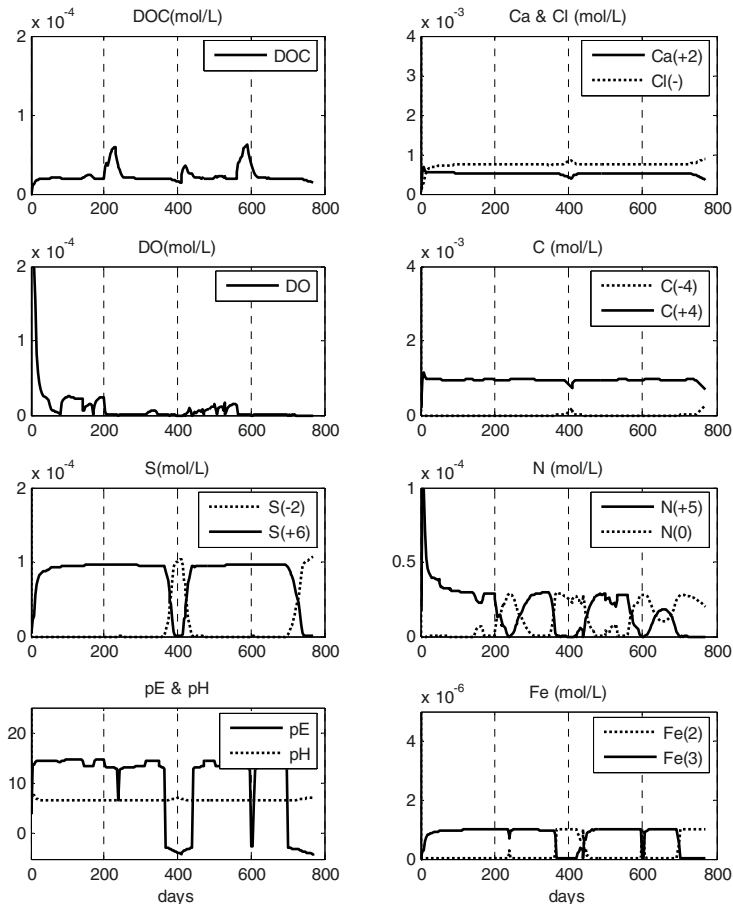 DOC(mol/L)
x 10⁻⁴
2
1
0
0 200 400 600 800
DOC
Ca & Cl (mol/L)
x 10⁻³
4
3
2
1
0
0 200 400 600 800
Ca(+2)
Cl(-)
DO(mol/L)
x 10⁻⁴
2
1
0
0 200 400 600 800
DO
C (mol/L)
x 10⁻³
4
2
0
0 200 400 600 800
C(-4)
C(+4)
S(mol/L)
x 10⁻⁴
2
1
0
0 200 400 600 800
S(-2)
S(+6)
N (mol/L)
x 10⁻⁴
1
0.5
0
0 200 400 600 800
N(+5)
N(0)
pE & pH
20
10
0
0 200 400 600 800
pE
pH
days
Fe (mol/L)
x 10⁻⁶
4
2
0
0 200 400 600 800
Fe(2)
Fe(3)
days